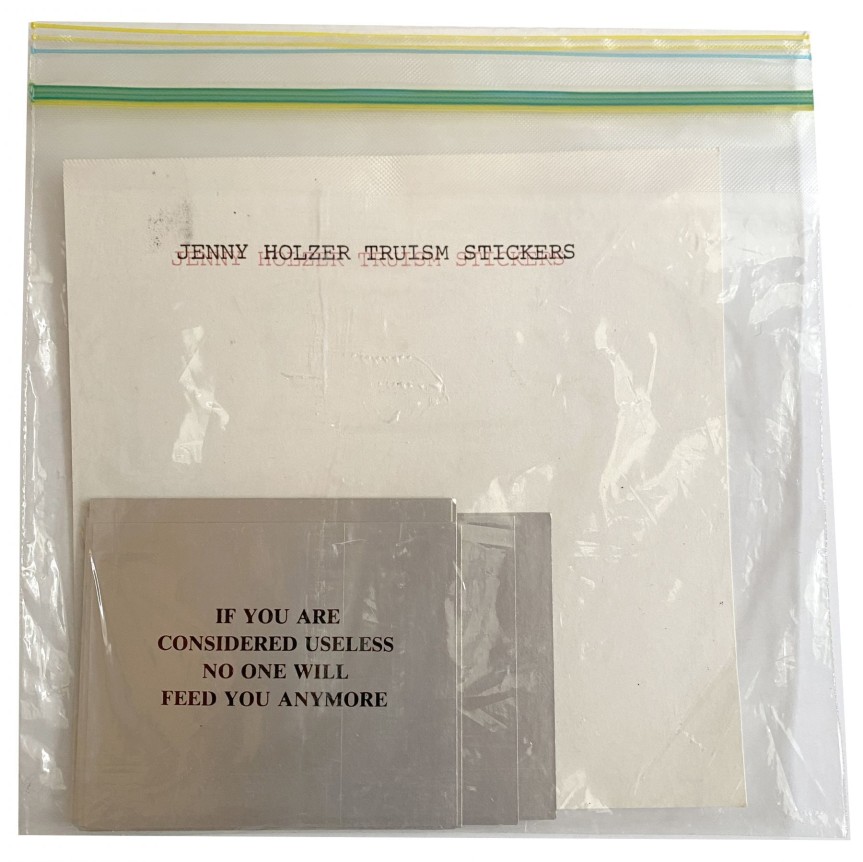 JENNY HOLZER TRUISM STICKERS
IF YOU ARE
CONSIDERED USELESS
NO ONE WILL
FEED YOU ANYMORE